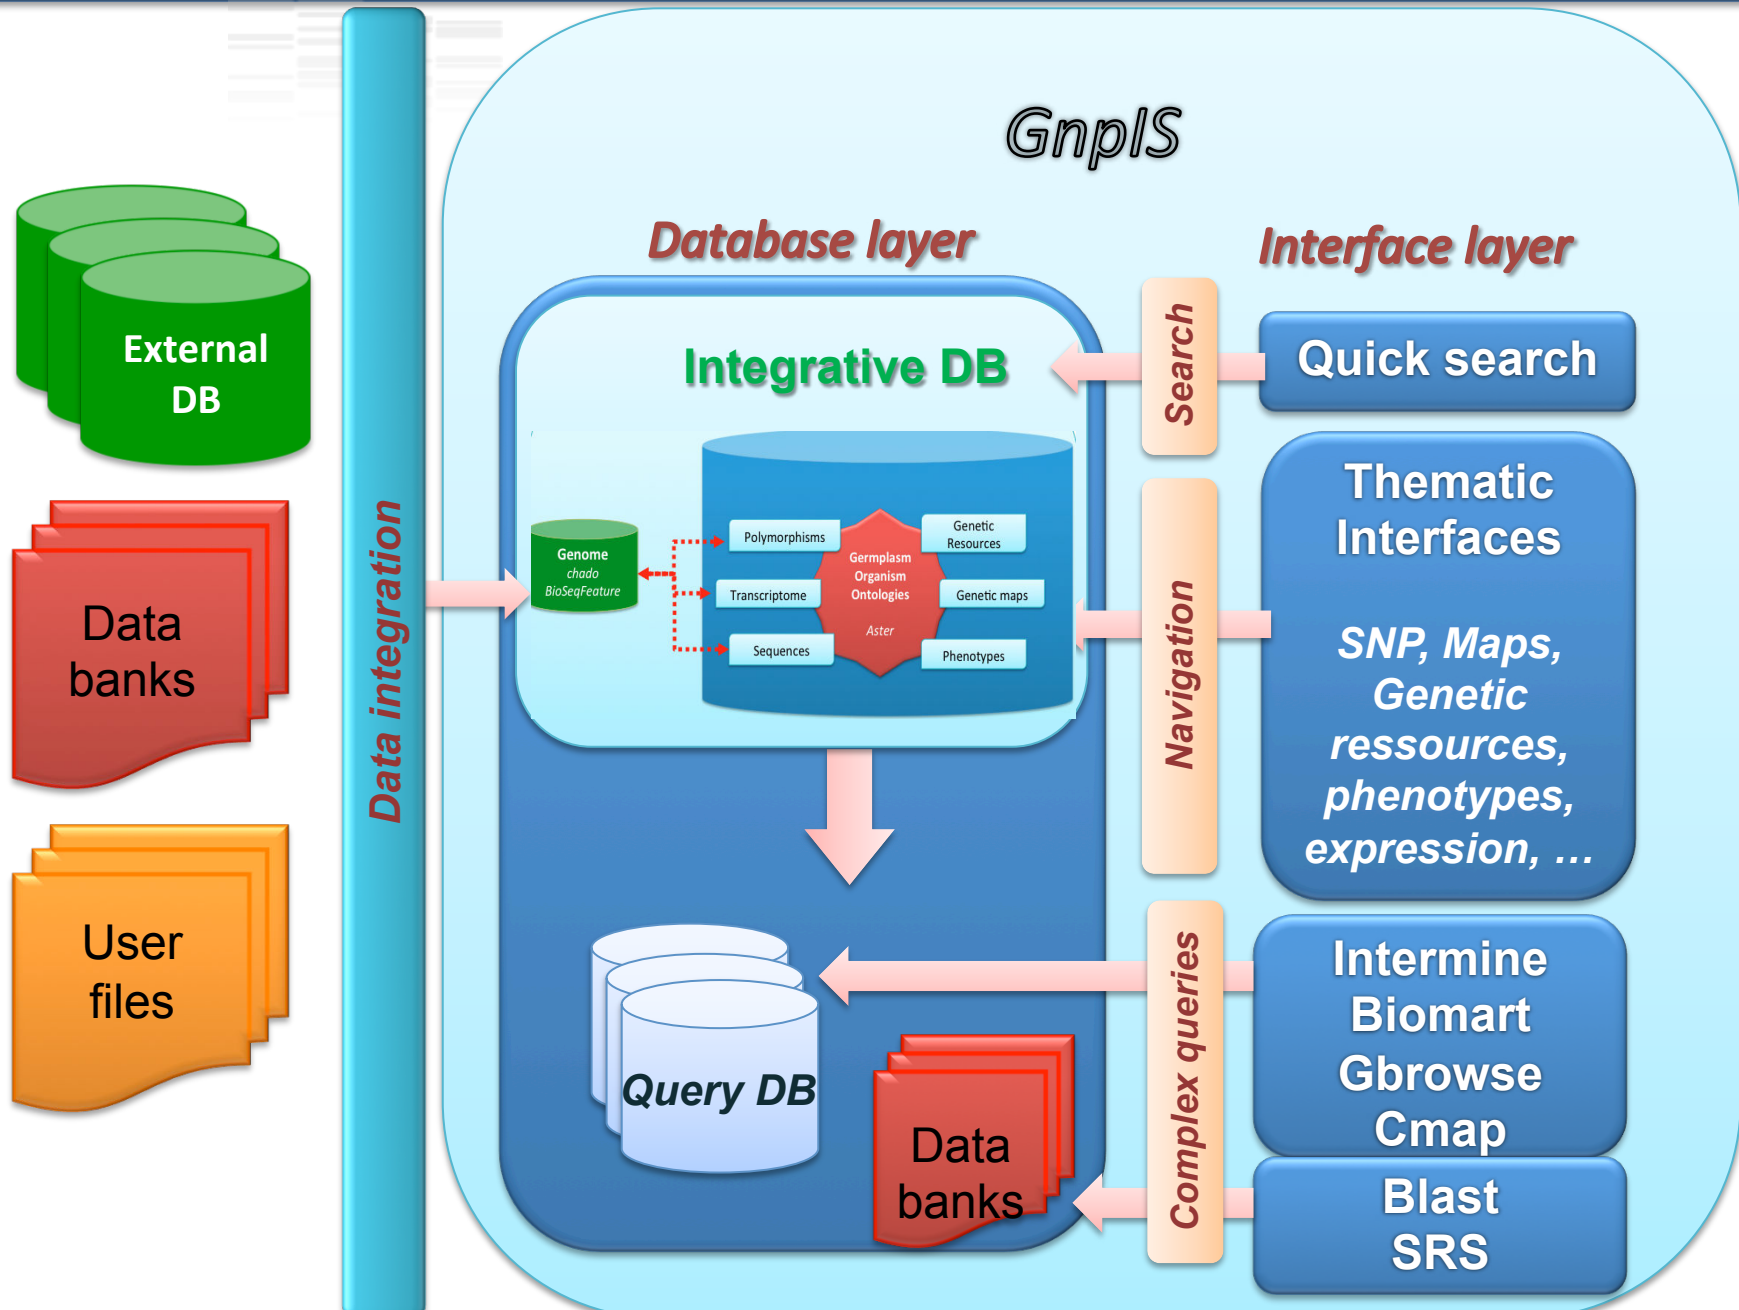 GnpIS
Database layer
Interface layer
External
DB
Data
banks
User
files
Data integration
Integrative DB
Genome
chado
BioSeqFeature
Polymorphisms
Transcriptome
Sequences
Germplasm
Organism
Ontologies
Aster
Genetic
Resources
Genetic maps
Phenotypes
Query DB
Data
banks
Search
Navigation
Complex queries
Quick search
Thematic
Interfaces
SNP, Maps,
Genetic
ressources,
phenotypes,
expression, ...
Intermine
Biomart
Gbrowse
Cmap
Blast
SRS